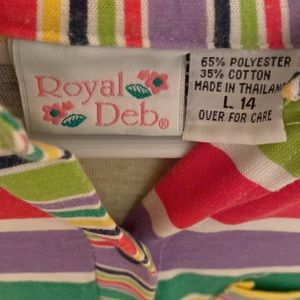 Royal
Deb®
65% POLYESTER
35% COTTON
MADE IN THAILAND
L 14
OVER FOR CARE